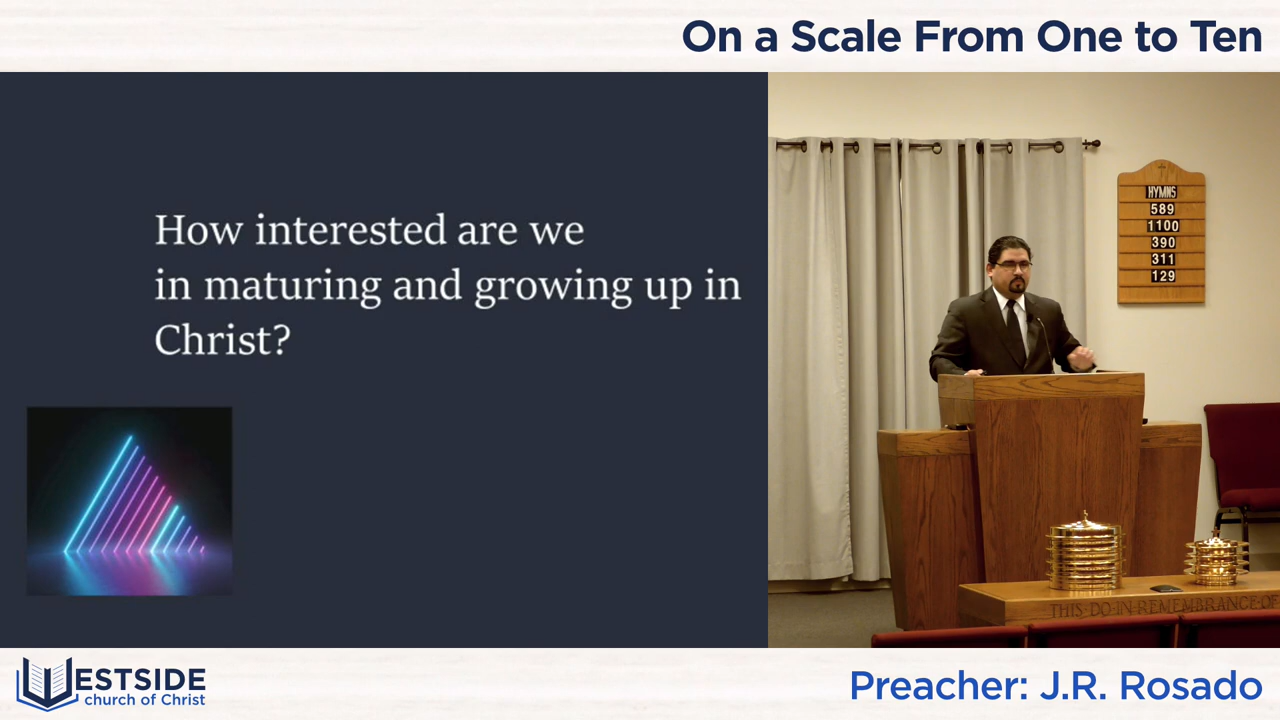 On a Scale From One to Ten
How interested are we
in maturing and growing up in
Christ?
HYMNS
589
1100
390
311
129
THIS·DO·IN·REMEMBRANCE·OF
WESTSIDE
church of Christ
Preacher: J.R. Rosado